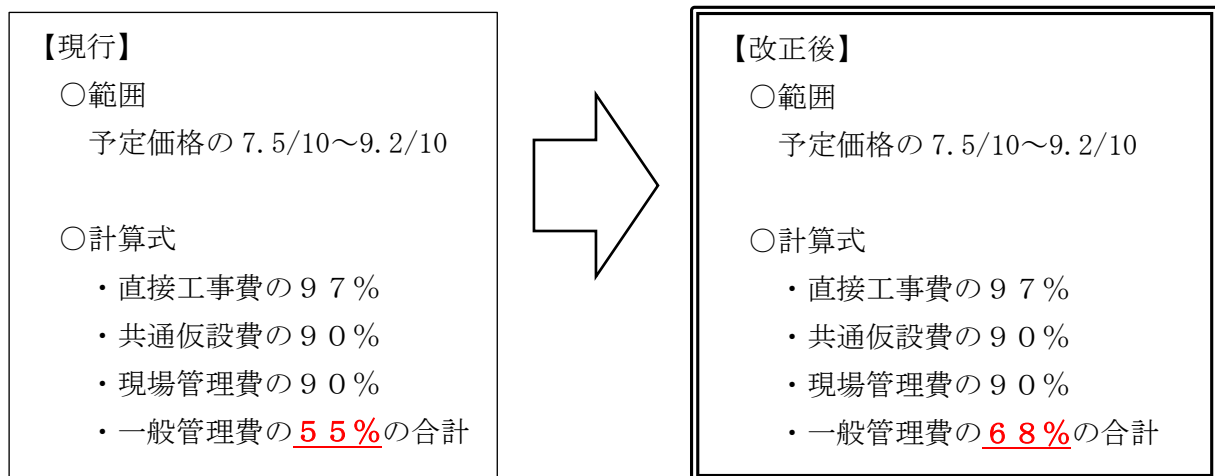 【現行】
○範囲
予定価格の 7.5/10～9.2/10
○計算式
・直接工事費の９７％
・共通仮設費の９０％
・現場管理費の９０％
・一般管理費の５５%の合計
【改正後】
○範囲
予定価格の 7.5/10～9.2/10
○計算式
・直接工事費の９７％
・共通仮設費の９０％
・現場管理費の９０％
・一般管理費の６８%の合計